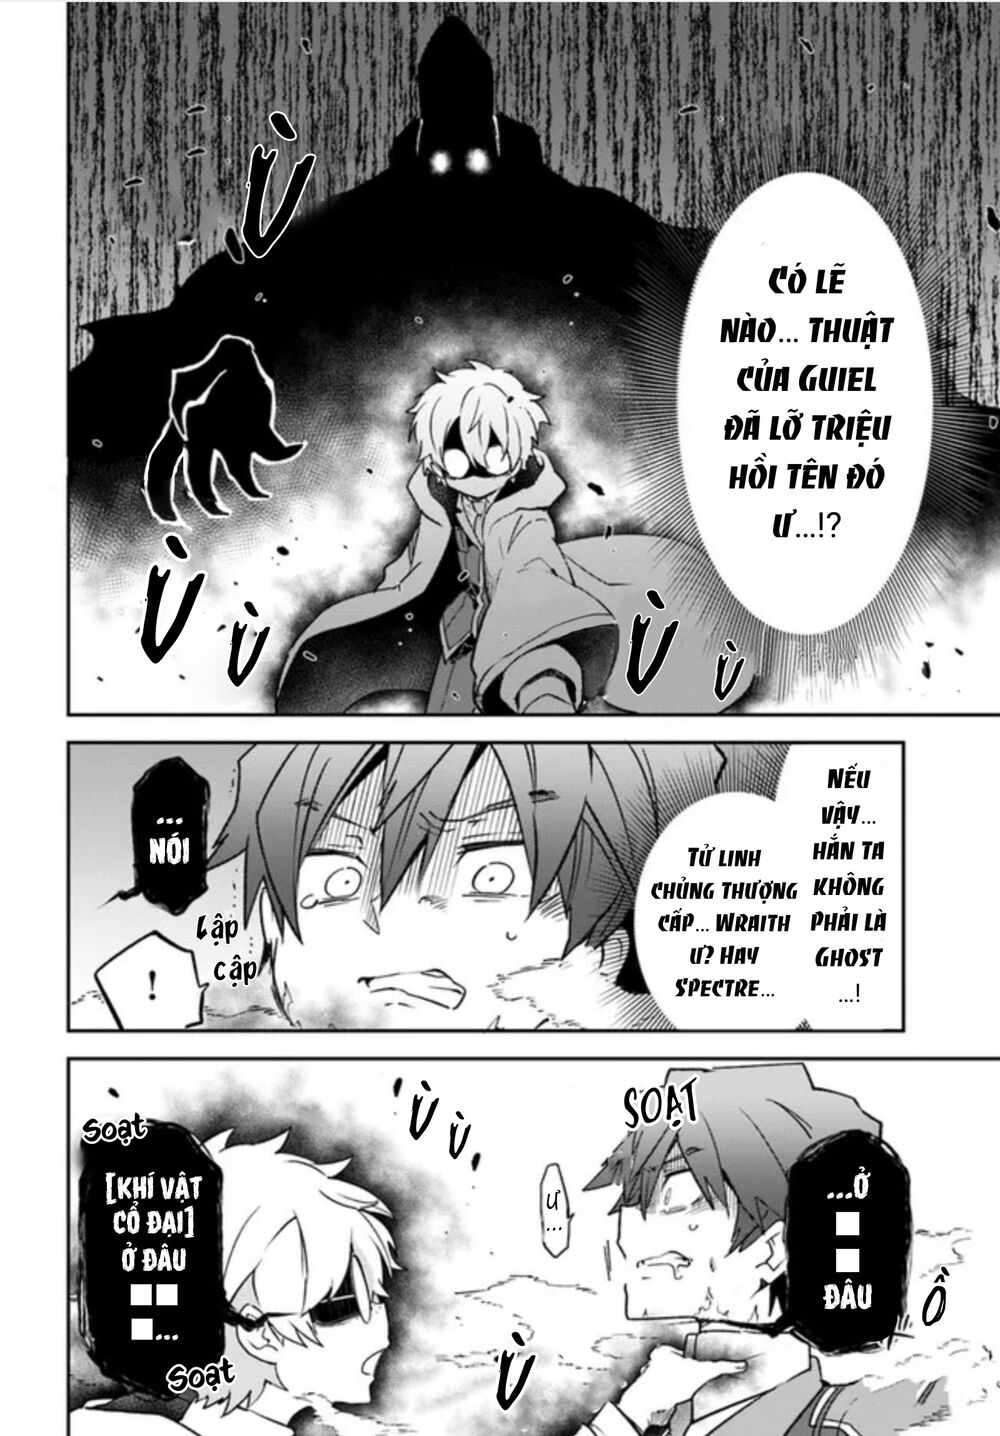 Ù
CÓ LẼ
NÀO... THUẬT
CỦA GUIEL
ĐÃ LỠ TRIỆU
HỒI TÊN ĐÓ
Ư...!?
Ù
Ù
Ù
Ù
NẾU
VẬY...
HẮN TA
KHÔNG
PHẢI LÀ
GHOST
...!
TỬ LINH
CHỦNG THƯỢNG
CẤP... WRAITH
Ư? HAY
SPECTRE...
...
NÓI
Lập
cập
!
SOẠT
...Ở
■
■
ĐÂU
Ồ
Ư
...
Ù
Ù
Ù
Soạt
[KHÍ VẬT
CỔ ĐẠI]
Ở ĐÂU
■■
■...
Soạt